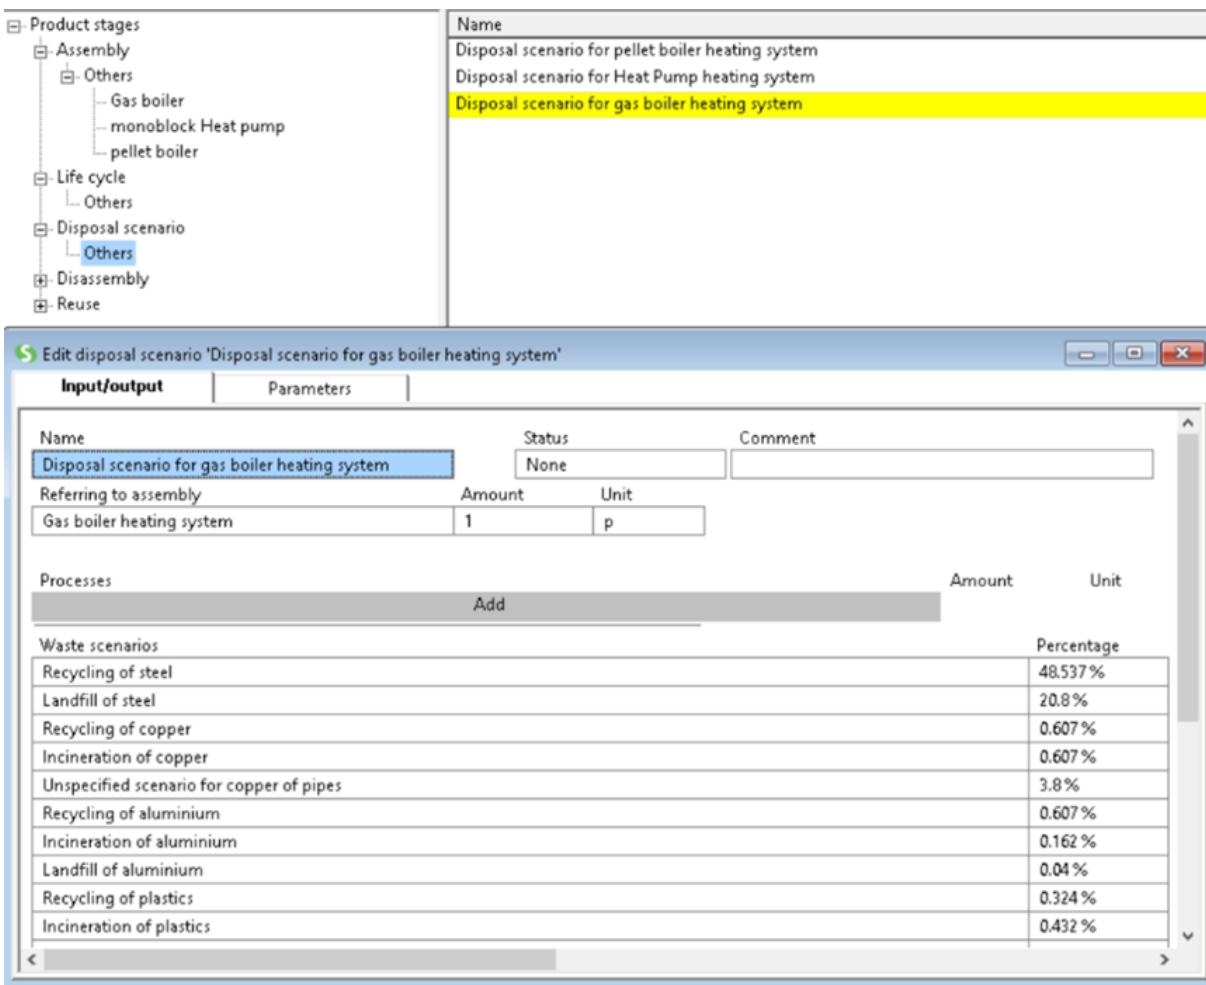 Product stages
Assembly
Others
Gas boiler
monoblock Heat pump
pellet boiler
Life cycle
Others
Disposal scenario
Others
Disassembly
Reuse
Name
Disposal scenario for pellet boiler heating system
Disposal scenario for Heat Pump heating system
Disposal scenario for gas boiler heating system
Edit disposal scenario 'Disposal scenario for gas boiler heating system'
Input/output Parameters
Name Status Comment
Disposal scenario for gas boiler heating system None
Referring to assembly Amount Unit
Gas boiler heating system 1 p
Processes Amount Unit
Add
Waste scenarios Percentage
Recycling of steel 48.537 %
Landfill of steel 20.8 %
Recycling of copper 0.607 %
Incineration of copper 0.607 %
Unspecified scenario for copper of pipes 3.8 %
Recycling of aluminium 0.607 %
Incineration of aluminium 0.162 %
Landfill of aluminium 0.04 %
Recycling of plastics 0.324 %
Incineration of plastics 0.432 %